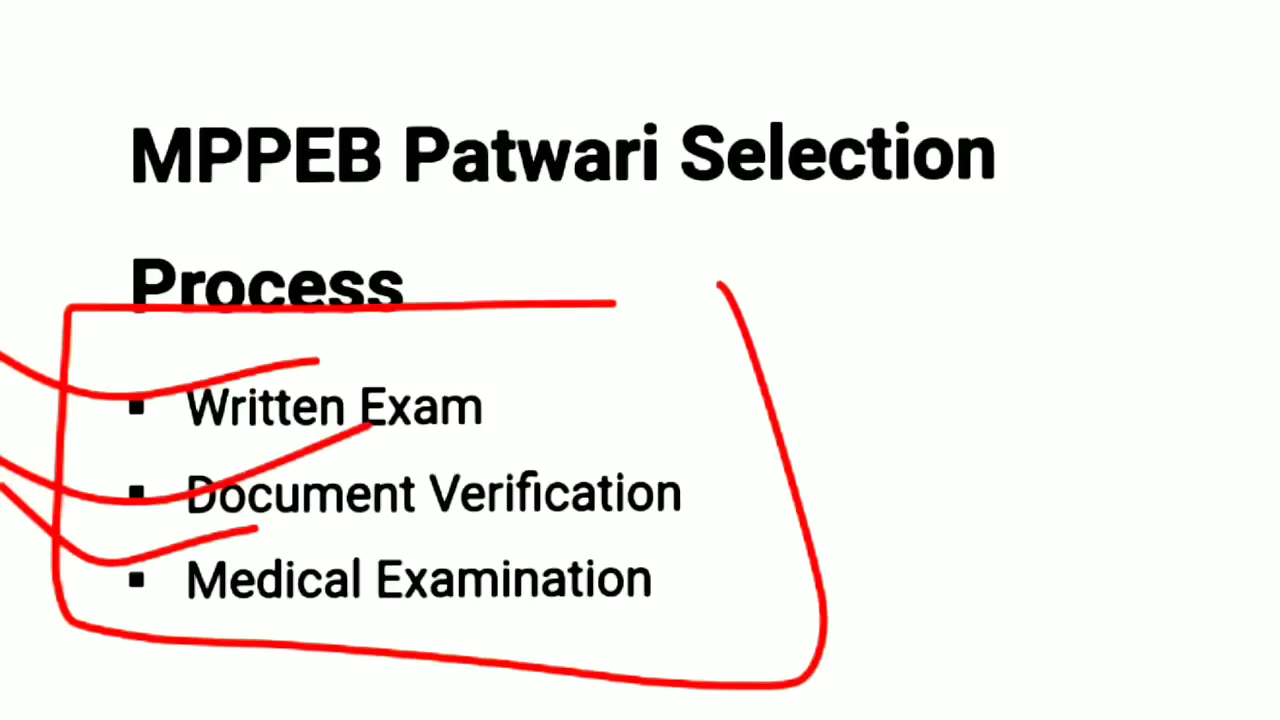 MPPEB Patwari Selection
Process
▪ Written Exam
▪ Document Verification
▪ Medical Examination